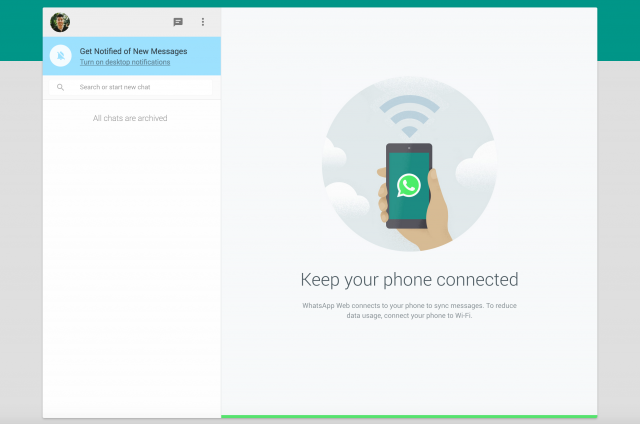 Get Notified of New Messages
Turn on desktop notifications
Search or start new chat
All chats are archived
Keep your phone connected
WhatsApp Web connects to your phone to sync messages. To reduce
data usage, connect your phone to Wi-Fi.